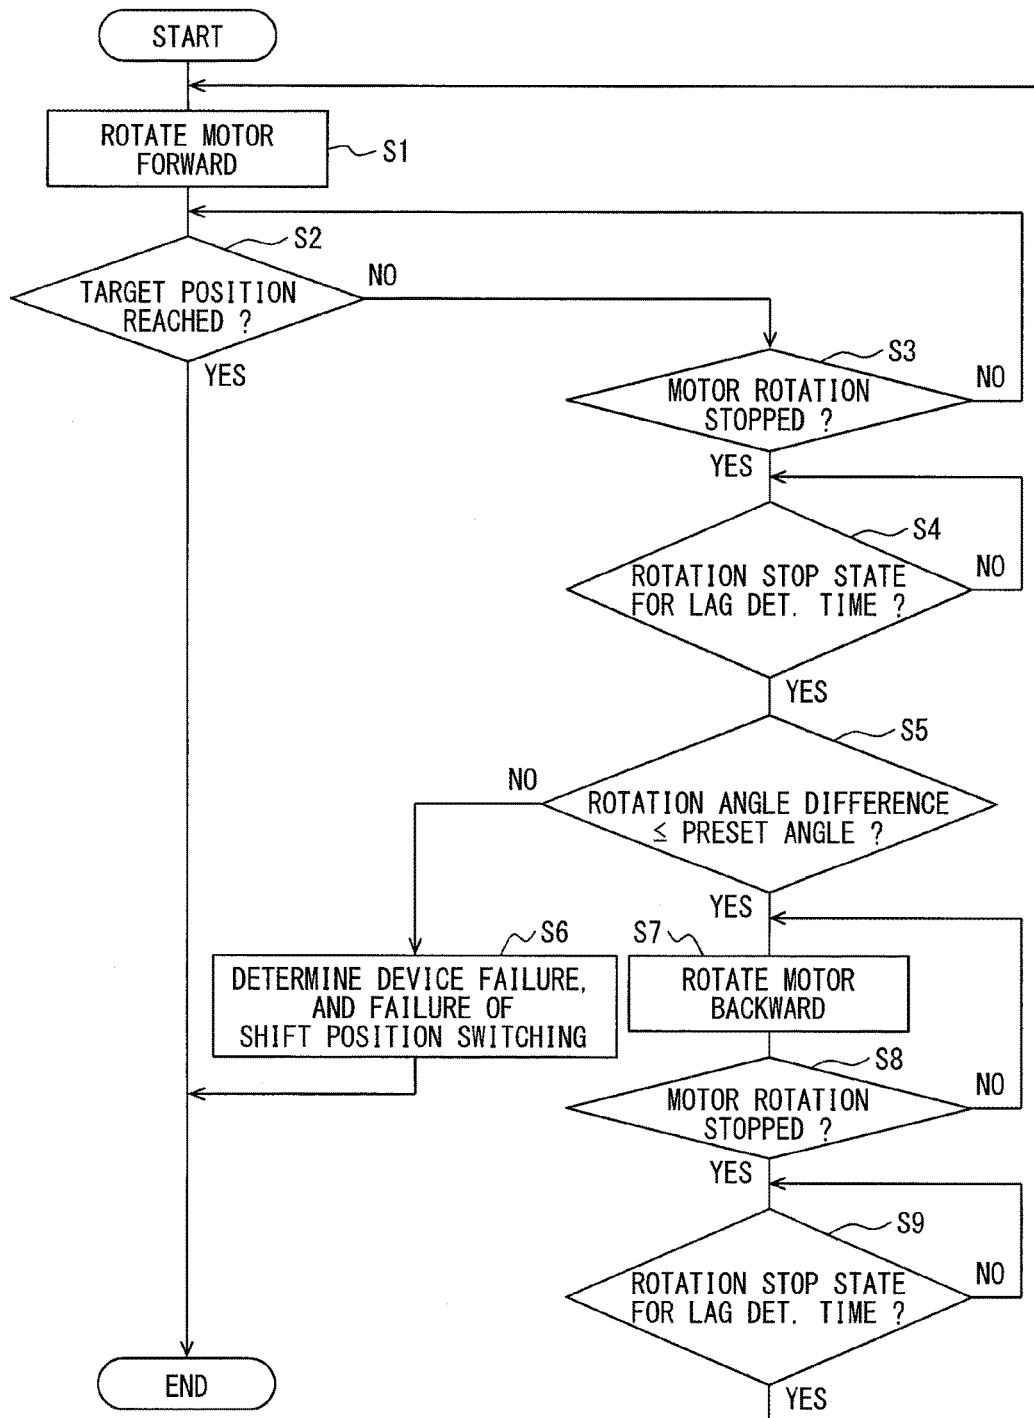 START
ROTATE MOTOR
FORWARD
S1
S2
TARGET POSITION
REACHED ?
NO
YES
S3
MOTOR ROTATION
STOPPED ?
NO
YES
S4
ROTATION STOP STATE
FOR LAG DET. TIME ?
NO
YES
S5
ROTATION ANGLE DIFFERENCE
≤ PRESET ANGLE ?
NO
YES
S6
DETERMINE DEVICE FAILURE,
AND FAILURE OF
SHIFT POSITION SWITCHING
S7
ROTATE MOTOR
BACKWARD
S8
MOTOR ROTATION
STOPPED ?
NO
YES
S9
ROTATION STOP STATE
FOR LAG DET. TIME ?
NO
YES
END